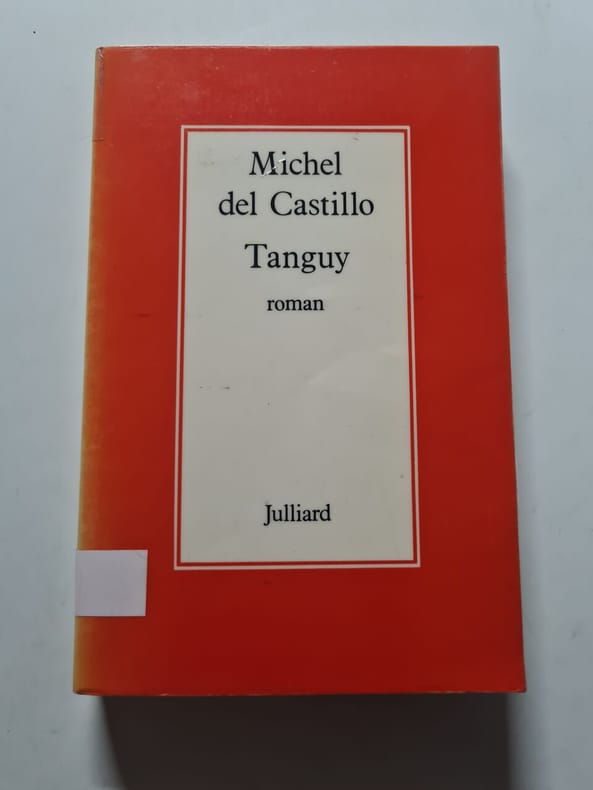 Michel
del Castillo
Tanguy
roman
Julliard